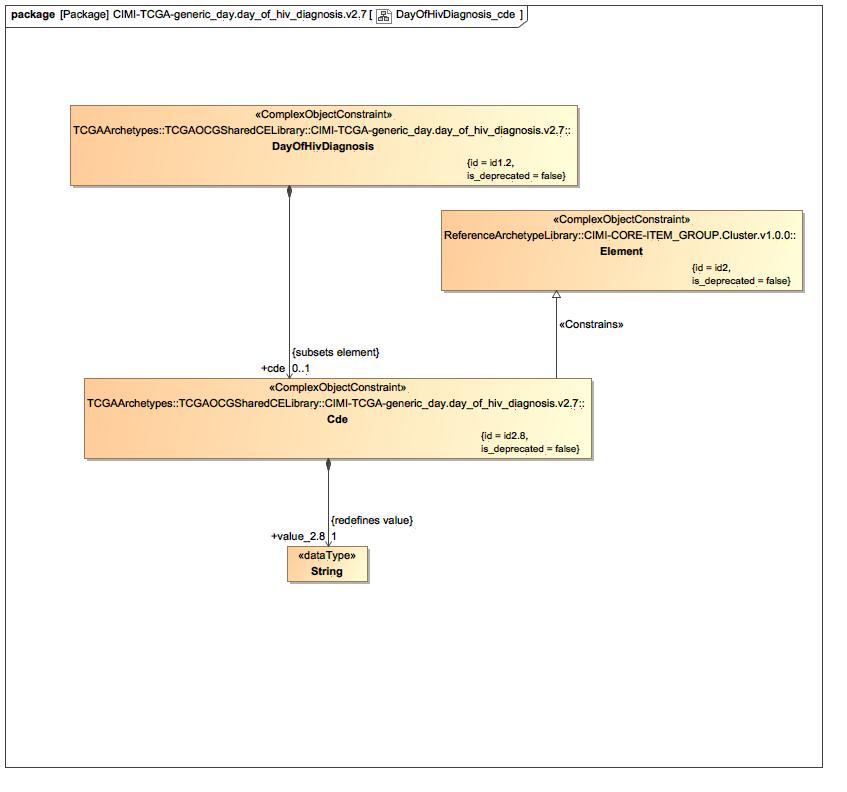 package [Package] CIMI-TCGA-generic_day.day_of_hiv_diagnosis.v2.7 [ DayOfHivDiagnosis_cde ]
«ComplexObjectConstraint»
TCGAArchetypes::TCGAOCGSharedCELibrary::CIMI-TCGA-generic_day.day_of_hiv_diagnosis.v2.7::
DayOfHivDiagnosis
{id = id1.2,
is_deprecated = false}
«ComplexObjectConstraint»
ReferenceArchetypeLibrary::CIMI-CORE-ITEM_GROUP.Cluster.v1.0.0::
Element
{id = id2,
is_deprecated = false}
«Constrains»
{subsets element}
+cde 0..1
«ComplexObjectConstraint»
TCGAArchetypes::TCGAOCGSharedCELibrary::CIMI-TCGA-generic_day.day_of_hiv_diagnosis.v2.7::
Cde
{id = id2.8,
is_deprecated = false}
{redefines value}
+value_2.8 1
«dataType»
String